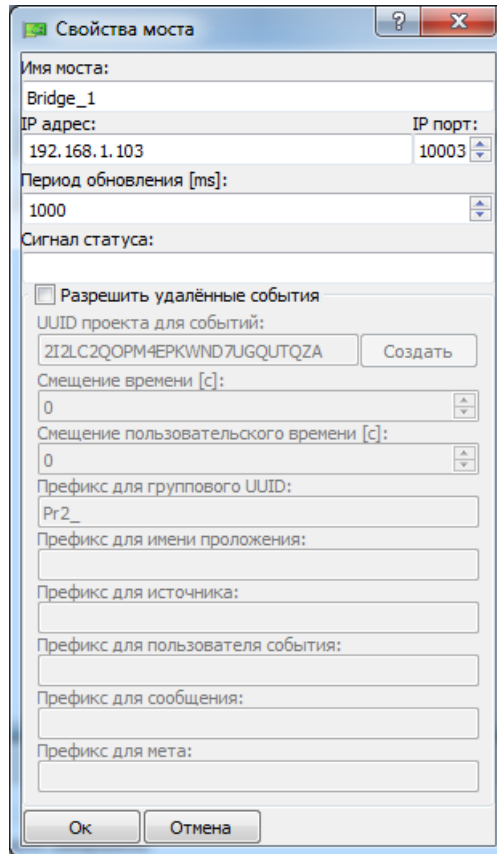 Свойства моста
Имя моста:
Bridge_1
IP адрес: IP порт:
192.168.1.103 10003
Период обновления [ms]:
1000
Сигнал статуса:
Разрешить удалённые события
UUID проекта для событий:
2I2LC2QOPM4EPKWND7UGQUTQZA Создать
Смещение времени [с]:
0
Смещение пользовательского времени [с]:
0
Префикс для группового UUID:
Pr2_
Префикс для имени проложения:
Префикс для источника:
Префикс для пользователя события:
Префикс для сообщения:
Префикс для мета:
Ок Отмена